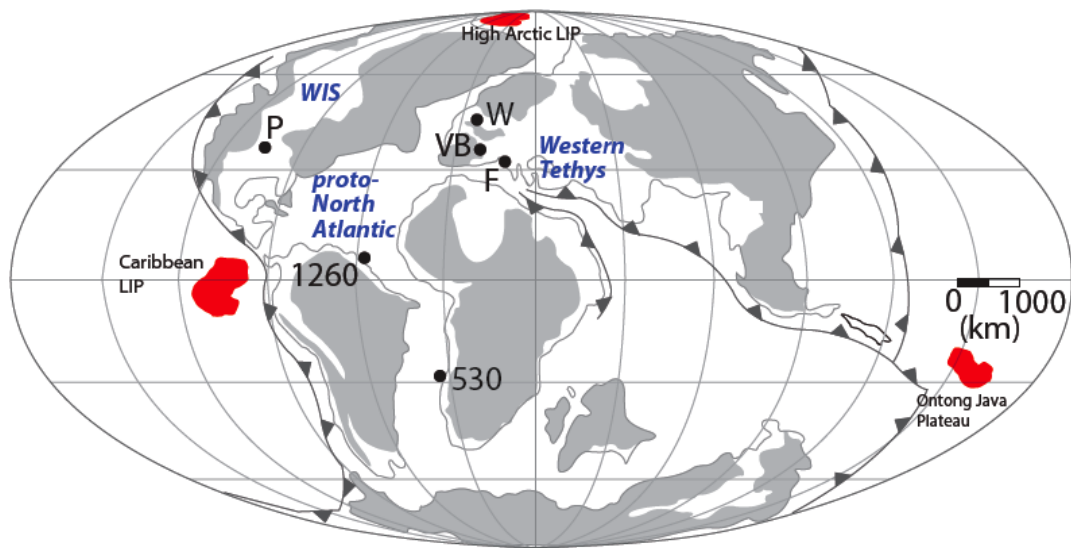 High Arctic LIP
WIS
P
W
VB
F
Western
Tethys
proto-
North
Atlantic
Caribbean
LIP
1260
0 1000
(km)
530
Ontong Java
Plateau